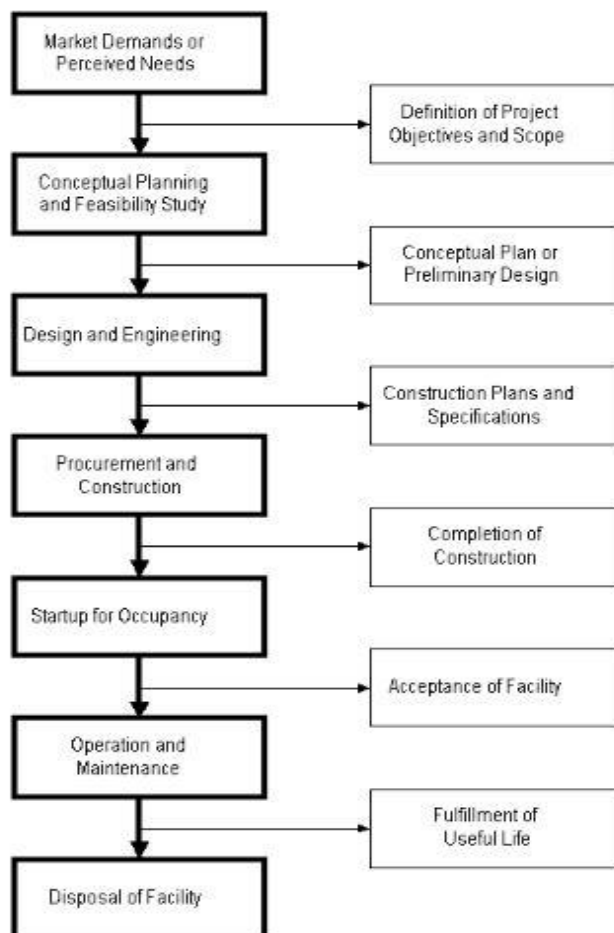 Market Demands or
Perceived Needs
Definition of Project
Objectives and Scope
Conceptual Planning
and Feasibility Study
Conceptual Plan or
Preliminary Design
Design and Engineering
Construction Plans and
Specifications
Procurement and
Construction
Completion of
Construction
Startup for Occupancy
Acceptance of Facility
Operation and
Maintenance
Fulfillment of
Useful Life
Disposal of Facility